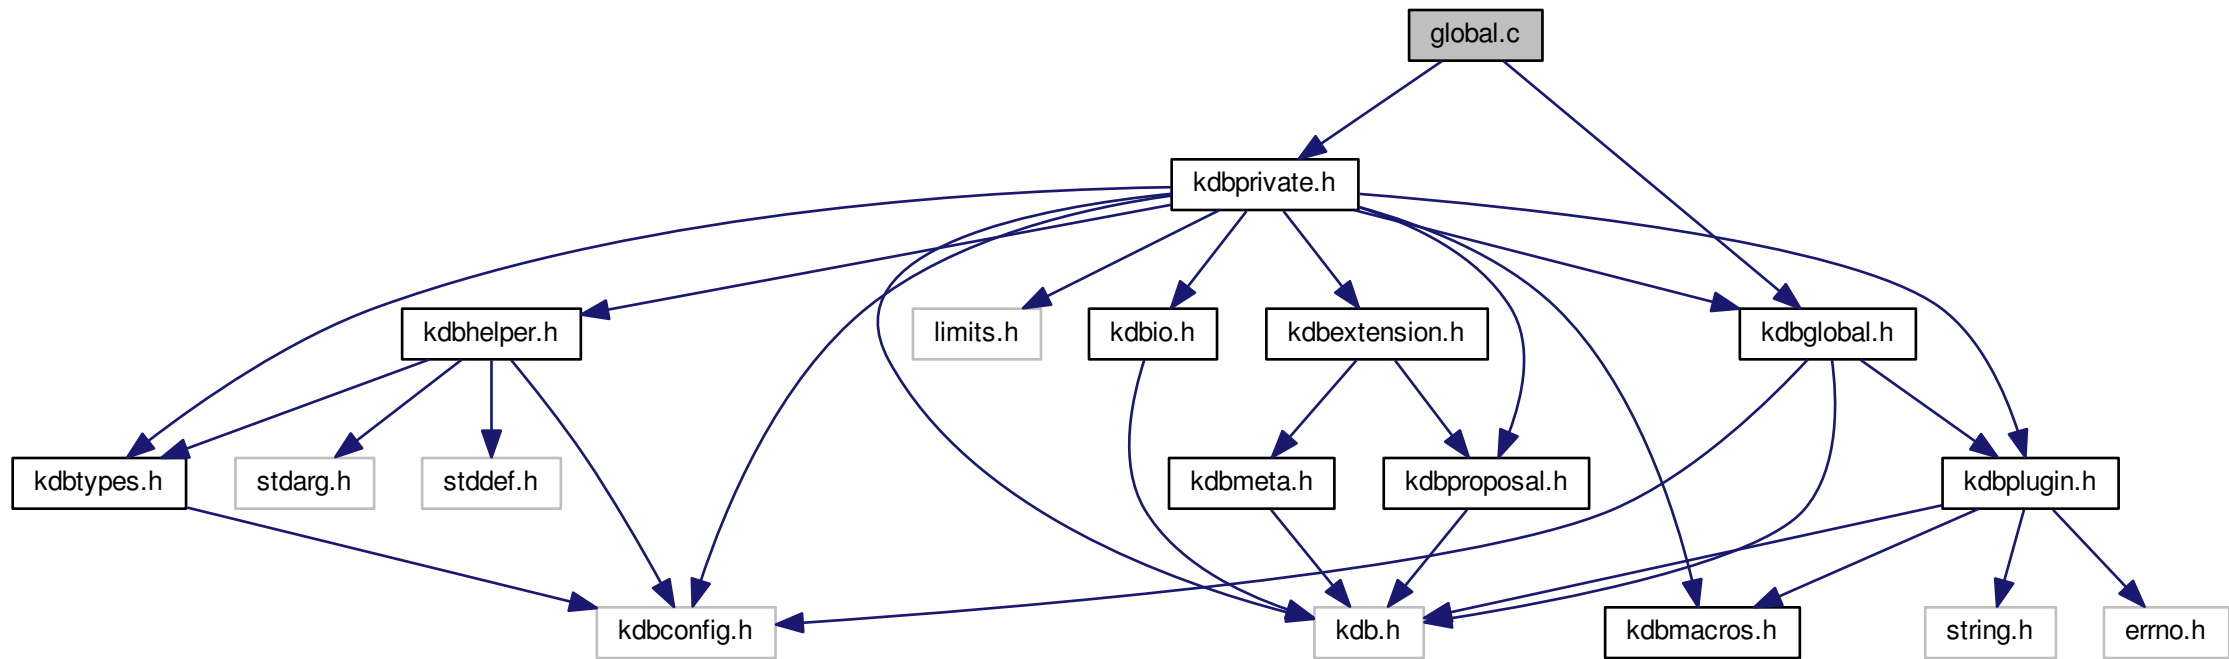 global.c
kdbprivate.h
kdbhelper.h
limits.h
kdbio.h
kdbextension.h
kdbglobal.h
kdbtypes.h
stdarg.h
stddef.h
kdbmeta.h
kdbproposal.h
kdbplugin.h
kdbconfig.h
kdb.h
kdbmacros.h
string.h
errno.h